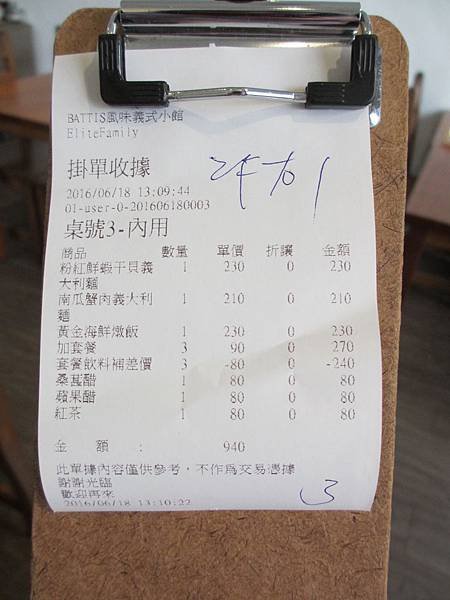 BATTIS風味義式小館
EliteFamily
掛單收據
2016/06/18 13:09:44
01-user-0-201606180003
桌號3-內用
商品 數量 單價 折讓 金額
粉紅鮮蝦干貝義 1 230 0 230
大利麵
南瓜蟹肉義大利 1 210 0 210
麵
黃金海鮮燉飯 1 230 0 230
加套餐 3 90 0 270
套餐飲料補差價 3 -80 0 -240
桑葚醋 1 80 0 80
蘋果醋 1 80 0 80
紅茶 1 80 0 80
金 額 : 940
此單據內容僅供參考，不作為交易憑據
謝謝光臨
歡迎再來
2016/06/18 13:10:22
3